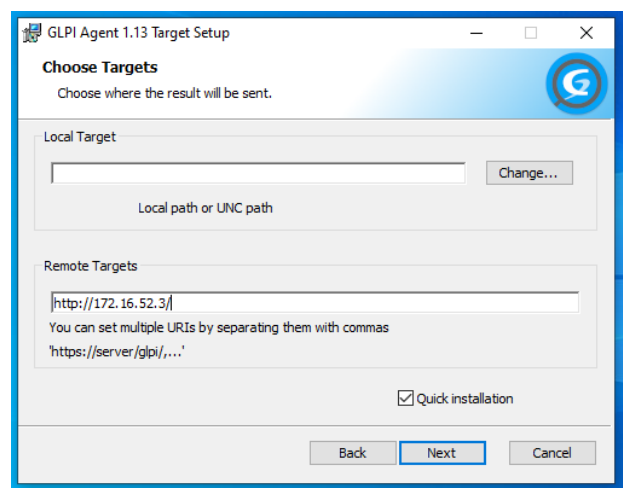 GLPI Agent 1.13 Target Setup
Choose Targets
Choose where the result will be sent.
Local Target
Change...
Local path or UNC path
Remote Targets
http://172.16.52.3/
You can set multiple URIs by separating them with commas
'https://server/glpi/,...'
Quick installation
Back Next Cancel